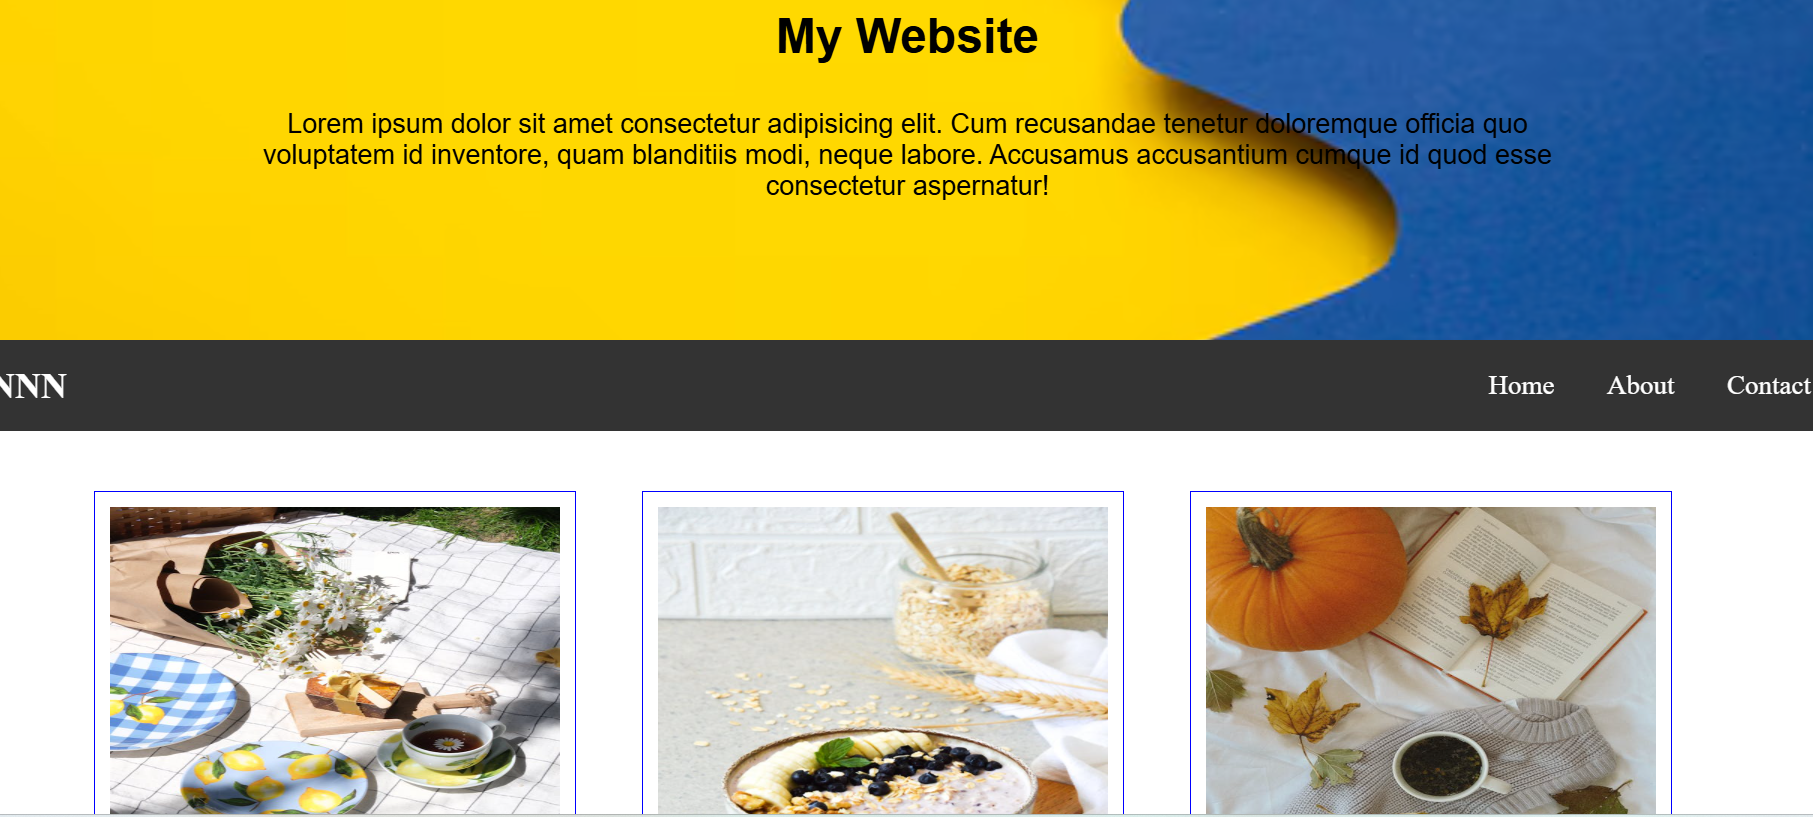 My Website
Lorem ipsum dolor sit amet consectetur adipisicing elit. Cum recusandae tenetur doloremque officia quo
voluptatem id inventore, quam blanditiis modi, neque labore. Accusamus accusantium cumque id quod esse
consectetur aspernatur!
NNN Home About Contact